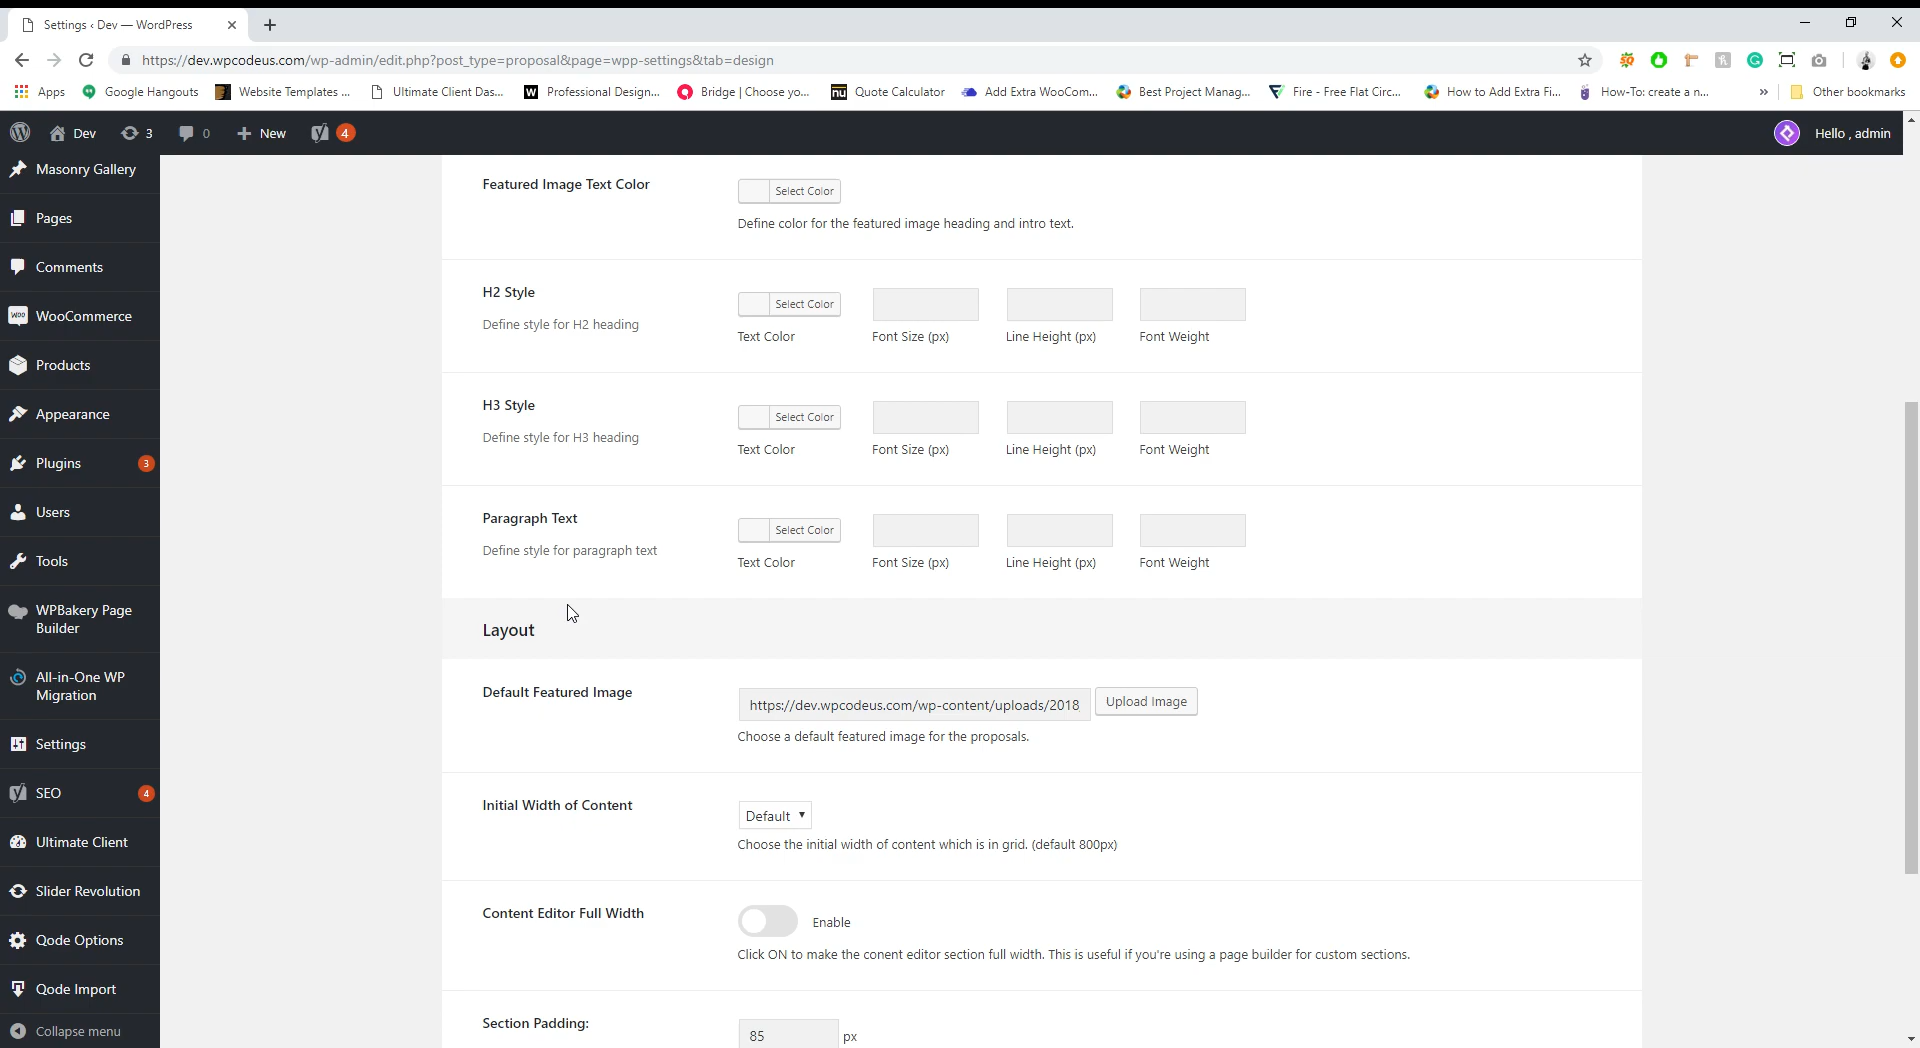 Settings ‹ Dev — WordPress
https://dev.wpcodeus.com/wp-admin/edit.php?post_type=proposal&page=wpp-settings&tab=design
Apps
Google Hangouts
Website Templates ...
Ultimate Client Das...
Professional Design...
Bridge | Choose yo...
Quote Calculator
Add Extra WooCom...
Best Project Manag...
Fire - Free Flat Circ...
How to Add Extra Fi...
How-To: create a n...
»
Other bookmarks
Dev
3
0
New
4
Hello , admin
Masonry Gallery
Pages
Comments
WooCommerce
Products
Appearance
Plugins 3
Users
Tools
WPBakery Page
Builder
All-in-One WP
Migration
Settings
SEO 4
Ultimate Client
Slider Revolution
Qode Options
Qode Import
Collapse menu
Featured Image Text Color
Select Color
Define color for the featured image heading and intro text.
H2 Style
Define style for H2 heading
Select Color
Text Color Font Size (px) Line Height (px) Font Weight
H3 Style
Define style for H3 heading
Select Color
Text Color Font Size (px) Line Height (px) Font Weight
Paragraph Text
Define style for paragraph text
Select Color
Text Color Font Size (px) Line Height (px) Font Weight
Layout
Default Featured Image
https://dev.wpcodeus.com/wp-content/uploads/2018
Upload Image
Choose a default featured image for the proposals.
Initial Width of Content
Default
Choose the initial width of content which is in grid. (default 800px)
Content Editor Full Width
Enable
Click ON to make the conent editor section full width. This is useful if you're using a page builder for custom sections.
Section Padding:
85 px